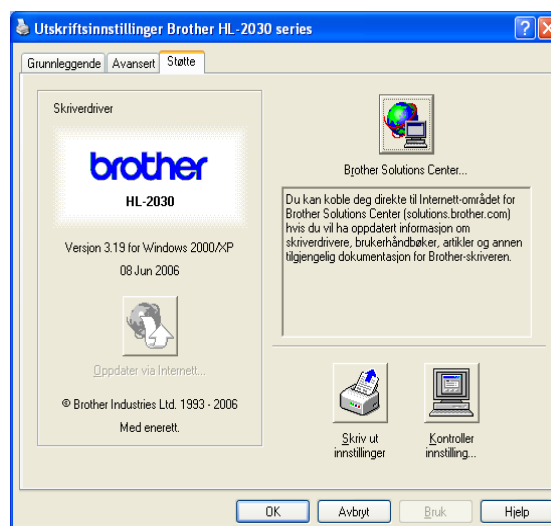 Utskriftsinnstillinger Brother HL-2030 series
Grunnleggende
Avansert
Støtte
Skriverdriver
brother
HL-2030
Versjon 3.19 for Windows 2000/XP
08 Jun 2006
Oppdater via Internett...
© Brother Industries Ltd. 1993 - 2006
Med enerett.
Brother Solutions Center...
Du kan koble deg direkte til Internett-området for
Brother Solutions Center (solutions.brother.com)
hvis du vil ha oppdatert informasjon om
skriverdrivere, brukerhåndbøker, artikler og annen
tilgjengelig dokumentasjon for Brother-skriveren.
Skriv ut
innstillinger
Kontroller
innstilling...
OK
Avbryt
Bruk
Hjelp